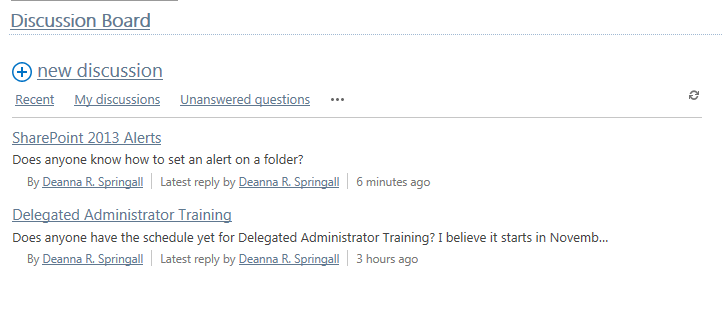 Discussion Board
new discussion
Recent My discussions Unanswered questions •••
SharePoint 2013 Alerts
Does anyone know how to set an alert on a folder?
By Deanna R. Springall | Latest reply by Deanna R. Springall | 6 minutes ago
Delegated Administrator Training
Does anyone have the schedule yet for Delegated Administrator Training? I believe it starts in Novemb...
By Deanna R. Springall | Latest reply by Deanna R. Springall | 3 hours ago